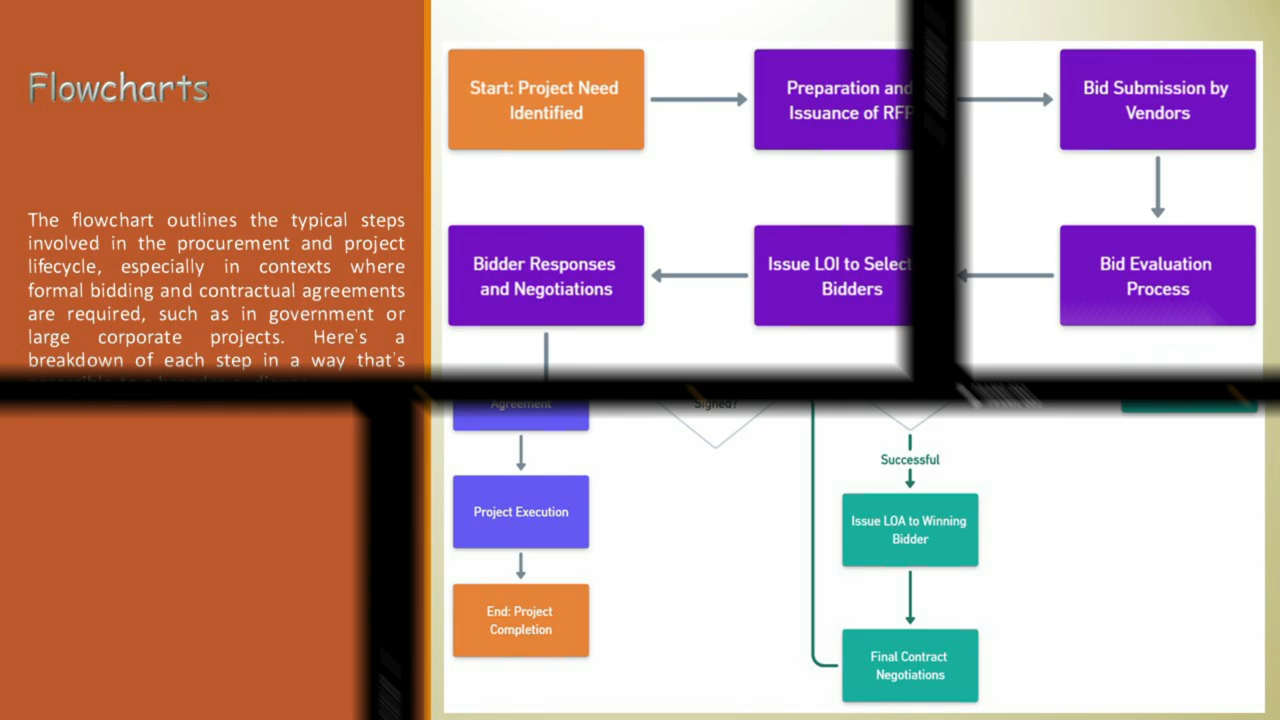 Flowcharts
The flowchart outlines the typical steps
involved in the procurement and project
lifecycle, especially in contexts where
formal bidding and contractual agreements
are required, such as in government or
large corporate projects. Here's a
breakdown of each step in a way that's
Start: Project Need
Identified
Preparation and
Issuance of RFP
Bid Submission by
Vendors
Bidder Responses
and Negotiations
Issue LOI to Select
Bidders
Bid Evaluation
Process
Agreement
Signed?
Successful
Project Execution
Issue LOA to Winning
Bidder
End: Project
Completion
Final Contract
Negotiations